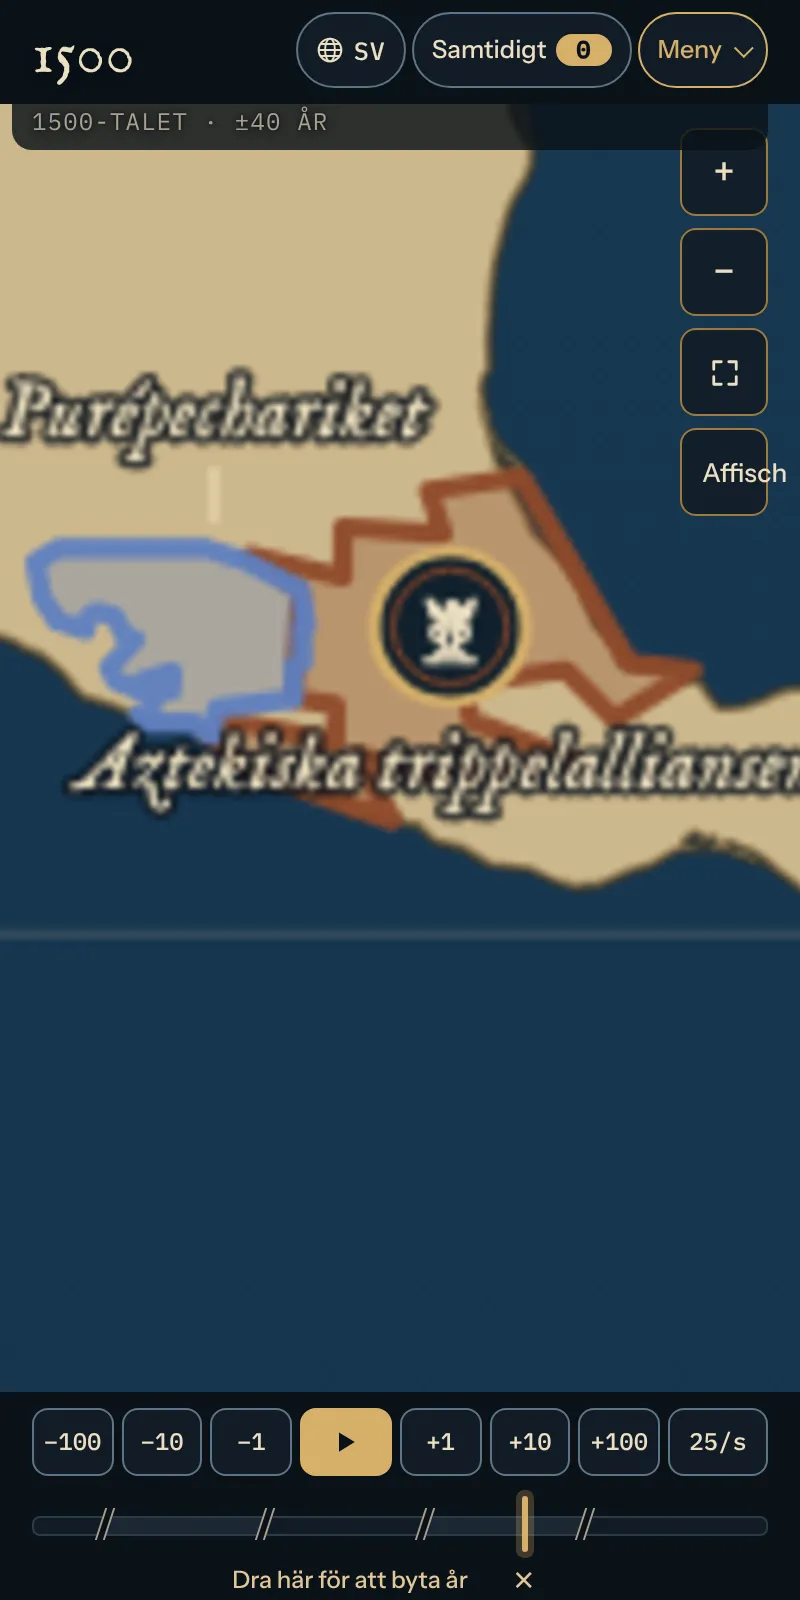 1500
SV
Samtidigt 0
Meny
1500-TALET · ±40 ÅR
+
−
Affisch
Purépechariket
Aztekiska trippelalliansen
−100
−10
−1
+1
+10
+100
25/s
Dra här för att byta år ×